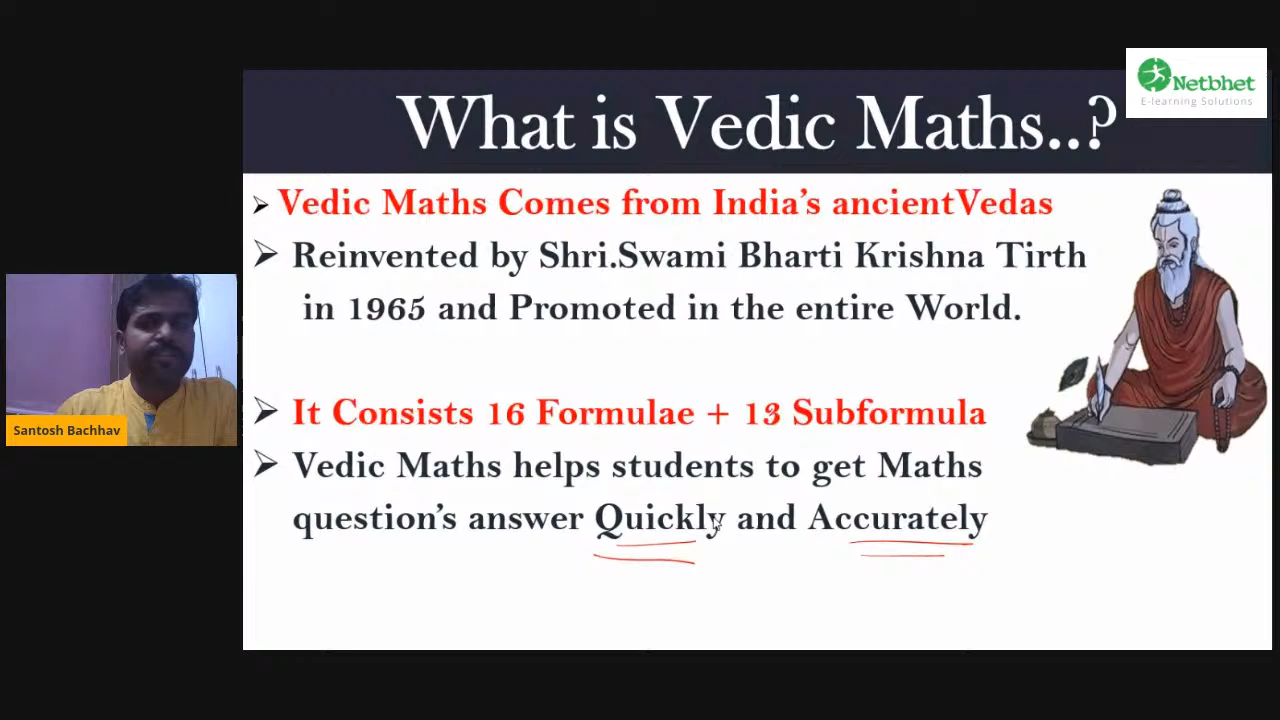 Netbhet
E-learning Solutions
What is Vedic Maths..?
➢ Vedic Maths Comes from India's ancientVedas
➢ Reinvented by Shri.Swami Bharti Krishna Tirth
in 1965 and Promoted in the entire World.
➢ It Consists 16 Formulae + 13 Subformula
➢ Vedic Maths helps students to get Maths
question's answer Quickly and Accurately
Santosh Bachhav